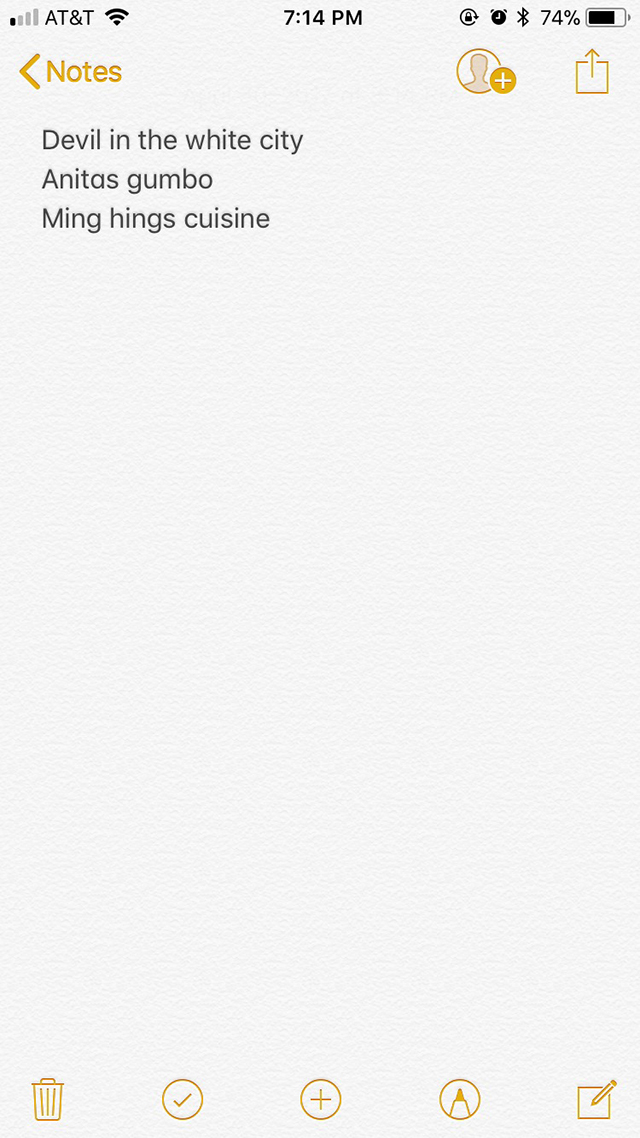 AT&T 7:14 PM 74%
Notes
Devil in the white city
Anitas gumbo
Ming hings cuisine